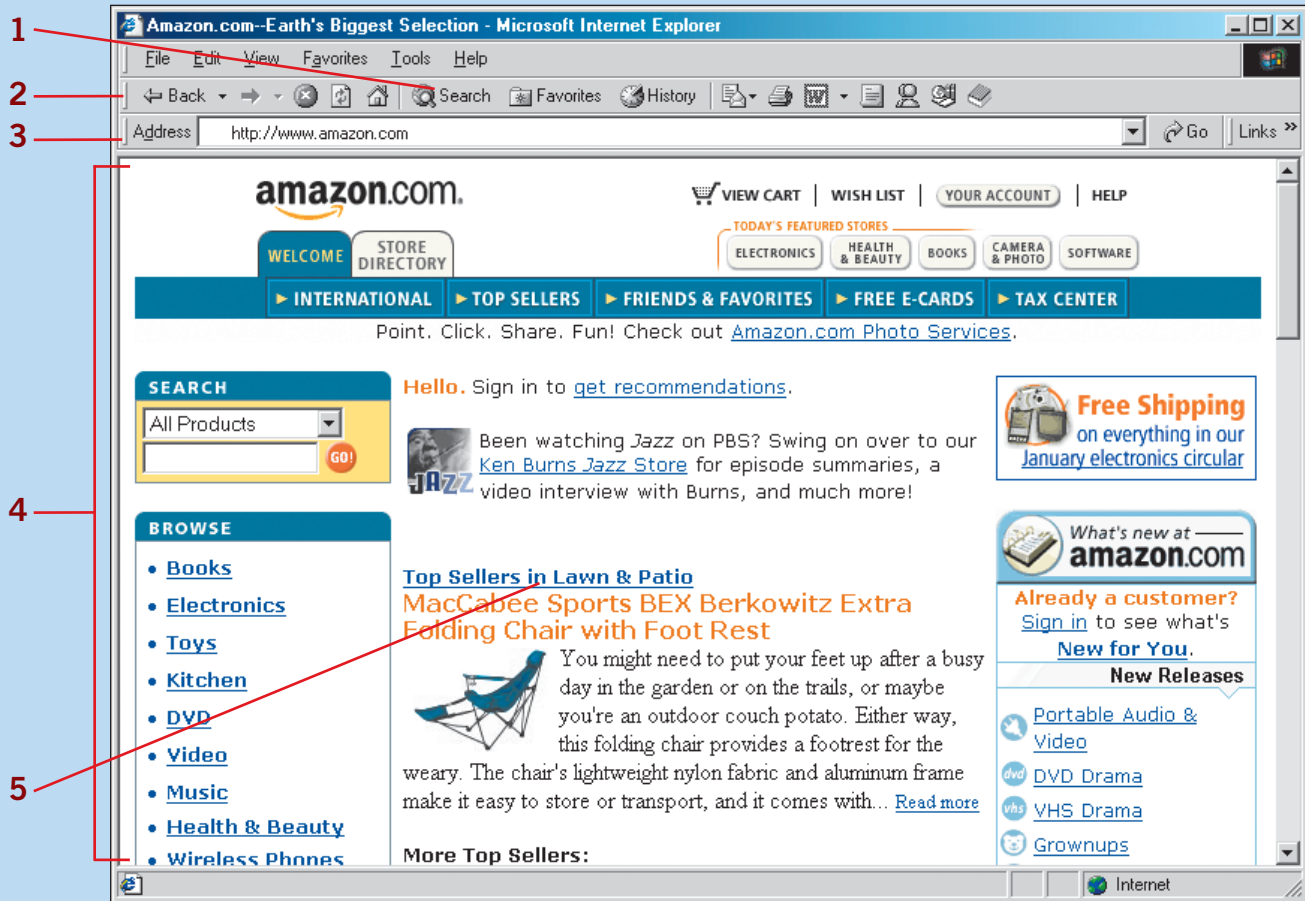 Amazon.com--Earth's Biggest Selection - Microsoft Internet Explorer
1
File Edit View Favorites Tools Help
2
Back Search Favorites History
3
Address http://www.amazon.com Go Links »
amazon.com.
VIEW CART | WISH LIST | YOUR ACCOUNT | HELP
TODAY'S FEATURED STORES
WELCOME
STORE
DIRECTORY
ELECTRONICS
HEALTH
& BEAUTY
BOOKS
CAMERA
& PHOTO
SOFTWARE
INTERNATIONAL TOP SELLERS FRIENDS & FAVORITES FREE E-CARDS TAX CENTER
Point. Click. Share. Fun! Check out Amazon.com Photo Services.
4
SEARCH
All Products
GO!
BROWSE
• Books
• Electronics
• Toys
• Kitchen
• DVD
• Video
• Music
• Health & Beauty
• Wireless Phones
5
Hello. Sign in to get recommendations.
JAZZ
Been watching Jazz on PBS? Swing on over to our
Ken Burns Jazz Store for episode summaries, a
video interview with Burns, and much more!
Top Sellers in Lawn & Patio
MacCabee Sports BEX Berkowitz Extra
Folding Chair with Foot Rest
You might need to put your feet up after a busy
day in the garden or on the trails, or maybe
you're an outdoor couch potato. Either way,
this folding chair provides a footrest for the
weary. The chair's lightweight nylon fabric and aluminum frame
make it easy to store or transport, and it comes with... Read more
More Top Sellers:
Free Shipping
on everything in our
January electronics circular
What's new at
amazon.com
Already a customer?
Sign in to see what's
New for You.
New Releases
Portable Audio &
Video
dvd DVD Drama
vhs VHS Drama
Grownups
Internet